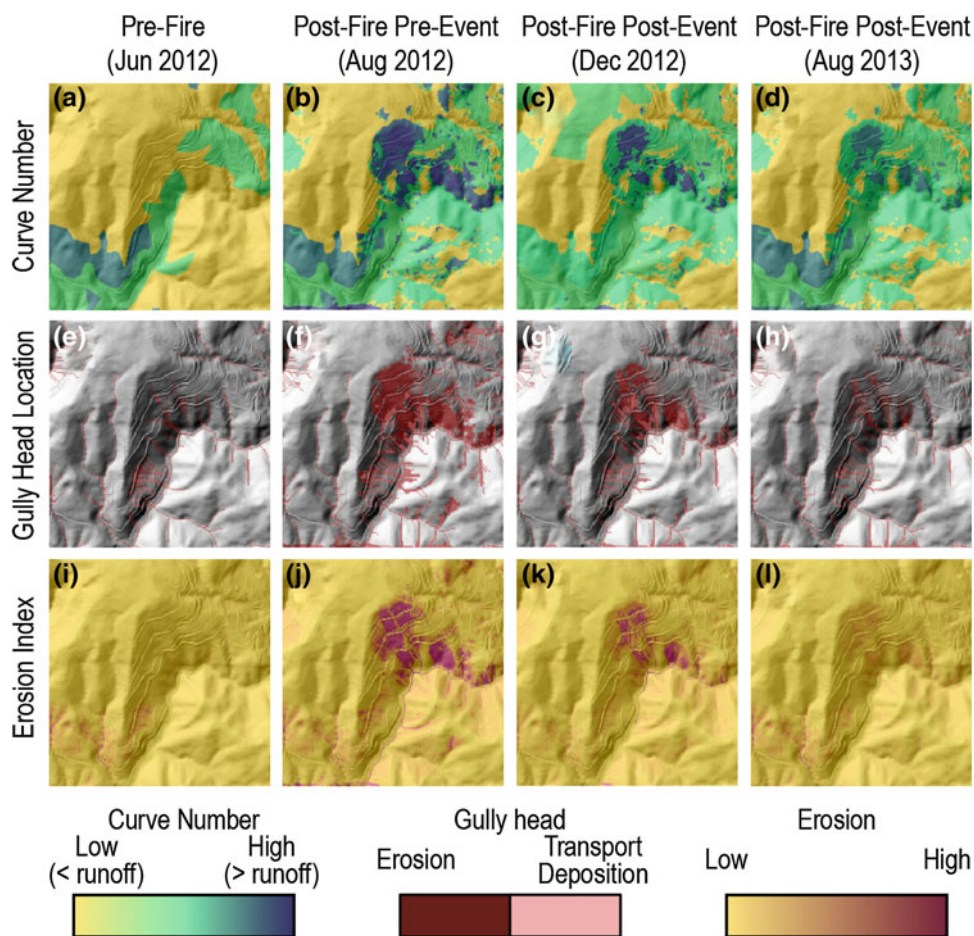 Pre-Fire
(Jun 2012)
Post-Fire Pre-Event
(Aug 2012)
Post-Fire Post-Event
(Dec 2012)
Post-Fire Post-Event
(Aug 2013)
Curve Number
(a)
(b)
(c)
(d)
Gully Head Location
(e)
(f)
(g)
(h)
Erosion Index
(i)
(j)
(k)
(l)
Curve Number
Low
(< runoff)
High
(> runoff)
Gully head
Erosion
Transport
Deposition
Erosion
Low
High